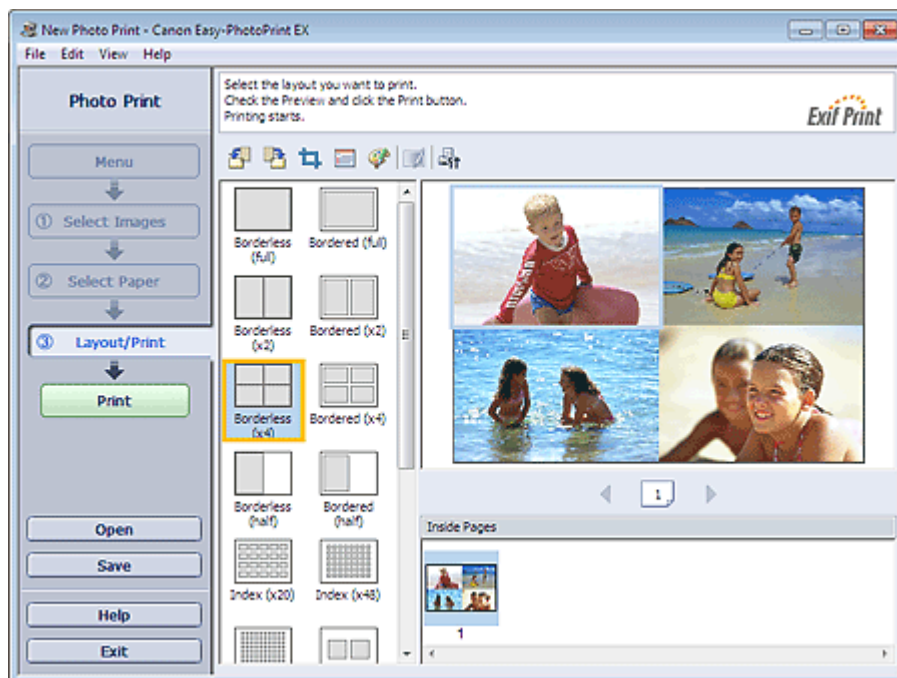 New Photo Print - Canon Easy-PhotoPrint EX
File Edit View Help
Photo Print
Select the layout you want to print.
Check the Preview and click the Print button.
Printing starts.
Exif Print
Menu
① Select Images
② Select Paper
③ Layout/Print
Print
Open
Save
Help
Exit
Borderless
(full)
Bordered (full)
Borderless
(x2)
Bordered (x2)
Borderless
(x4)
Bordered (x4)
Borderless
(half)
Bordered
(half)
Index (x20)
Index (x48)
1
Inside Pages
1